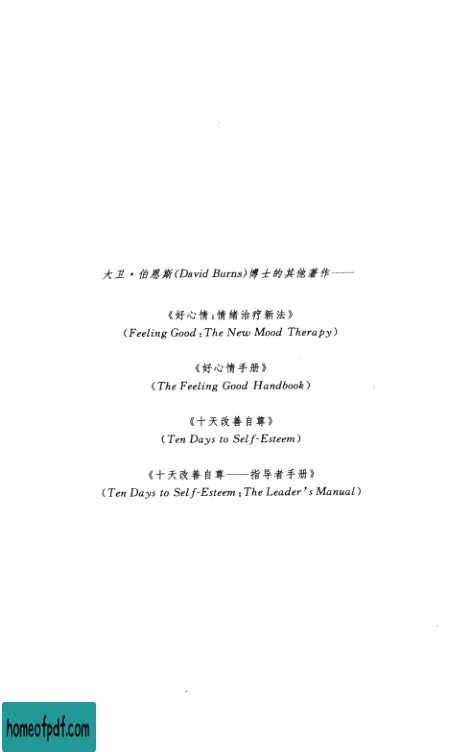 大卫·伯恩斯(David Burns)博士的其他著作——
《好心情:情绪治疗新法》
(Feeling Good:The New Mood Therapy)
《好心情手册》
(The Feeling Good Handbook)
《十天改善自尊》
(Ten Days to Self-Esteem)
《十天改善自尊——指导者手册》
(Ten Days to Self-Esteem:The Leader's Manual)
homeofpdf.com